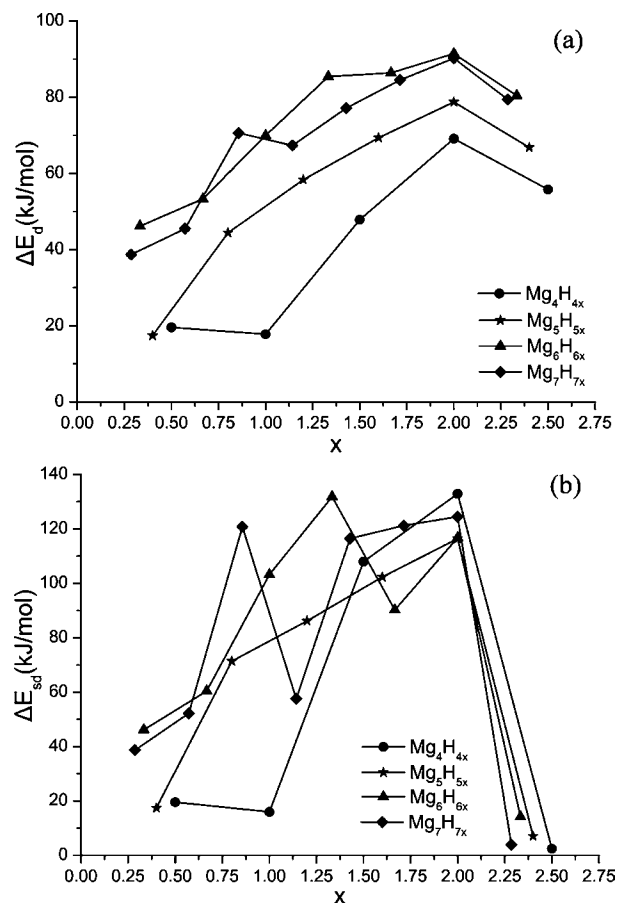 (a)
ΔE_d(kJ/mol)
100
80
60
40
20
0
Mg₄H₄ₓ
Mg₅H₅ₓ
Mg₆H₆ₓ
Mg₇H₇ₓ
0.00 0.25 0.50 0.75 1.00 1.25 1.50 1.75 2.00 2.25 2.50 2.75
X
(b)
ΔE_sd(kJ/mol)
140
120
100
80
60
40
20
0
Mg₄H₄ₓ
Mg₅H₅ₓ
Mg₆H₆ₓ
Mg₇H₇ₓ
0.00 0.25 0.50 0.75 1.00 1.25 1.50 1.75 2.00 2.25 2.50 2.75
X